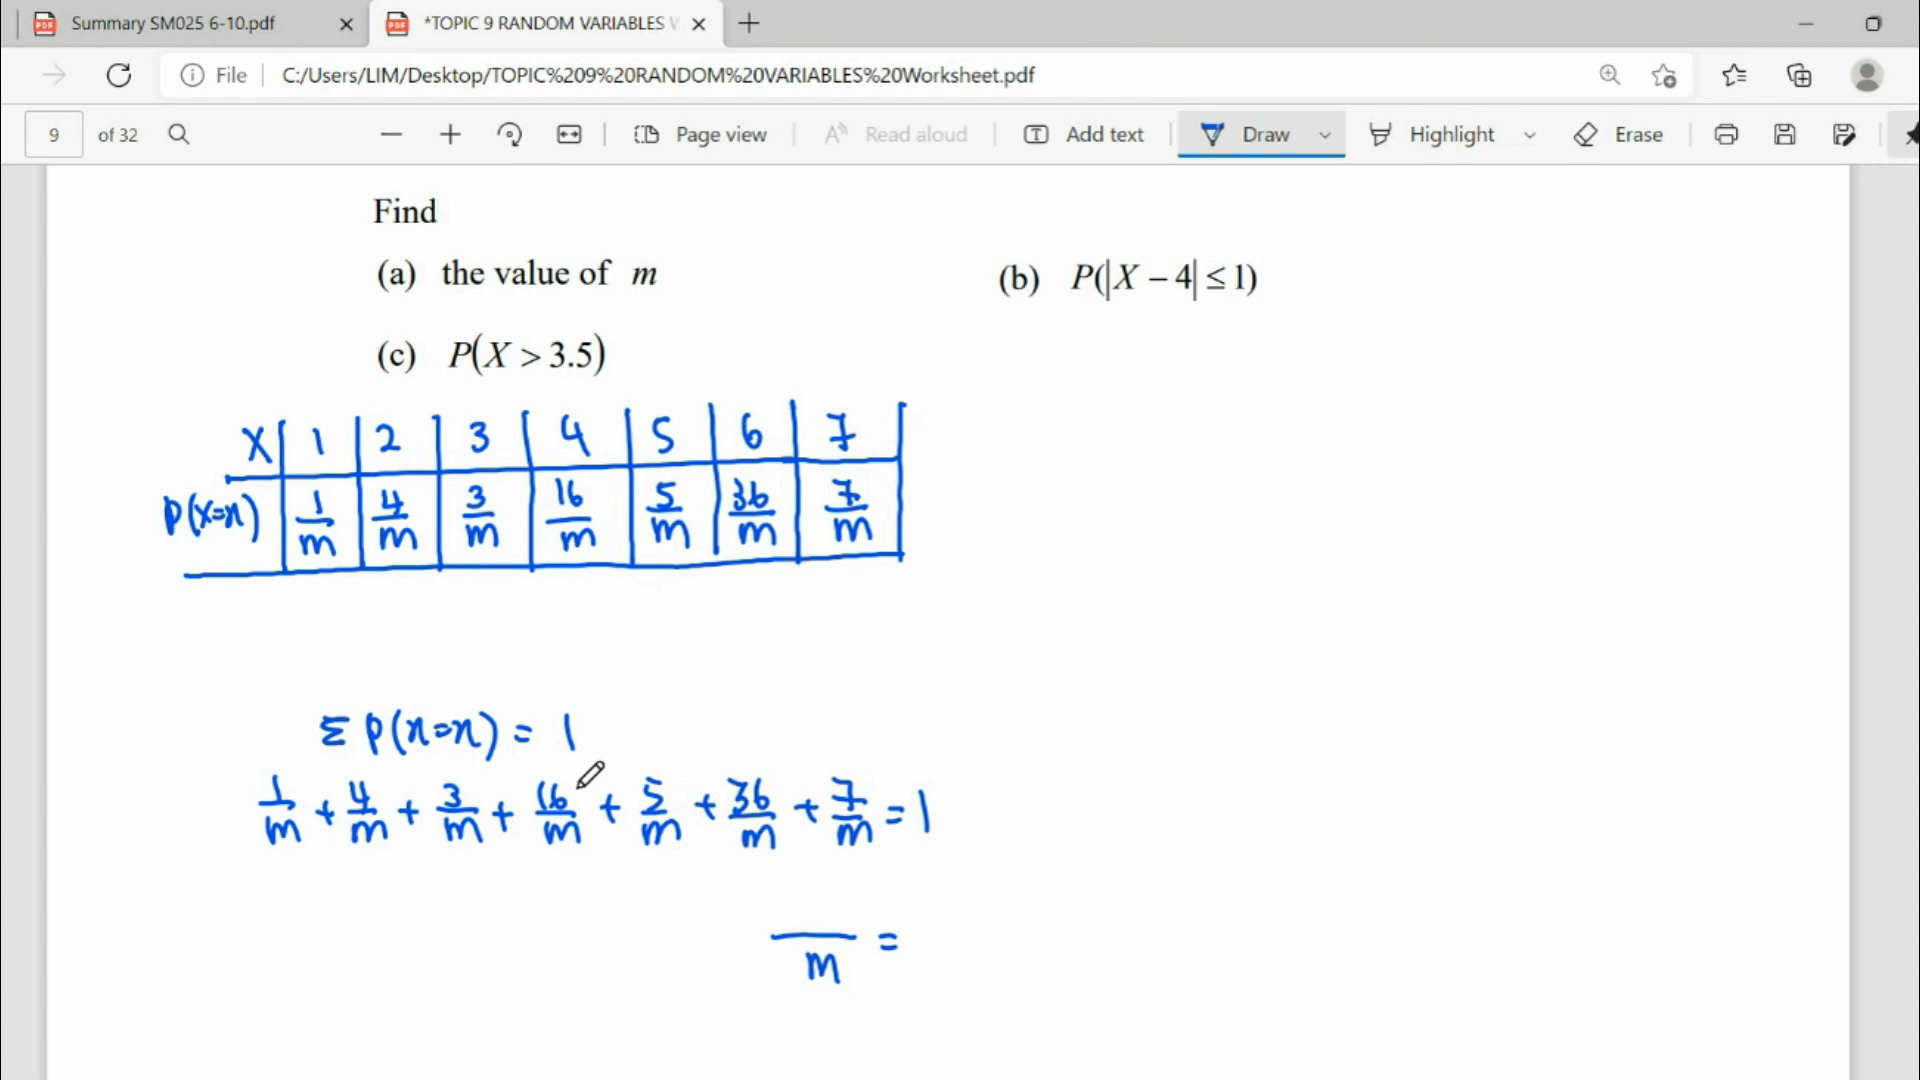 Summary SM025 6-10.pdf
*TOPIC 9 RANDOM VARIABLES
File C:/Users/LIM/Desktop/TOPIC%209%20RANDOM%20VARIABLES%20Worksheet.pdf
9 of 32 Page view Read aloud Add text Draw Highlight Erase
Find
(a) the value of m
(b) P(|X − 4| ≤ 1)
(c) P(X > 3.5)
X 1 2 3 4 5 6 7
P(X=x) 1/m 4/m 3/m 16/m 5/m 36/m 7/m
Σ P(x=x) = 1
1/m + 4/m + 3/m + 16/m + 5/m + 36/m + 7/m = 1
/m =